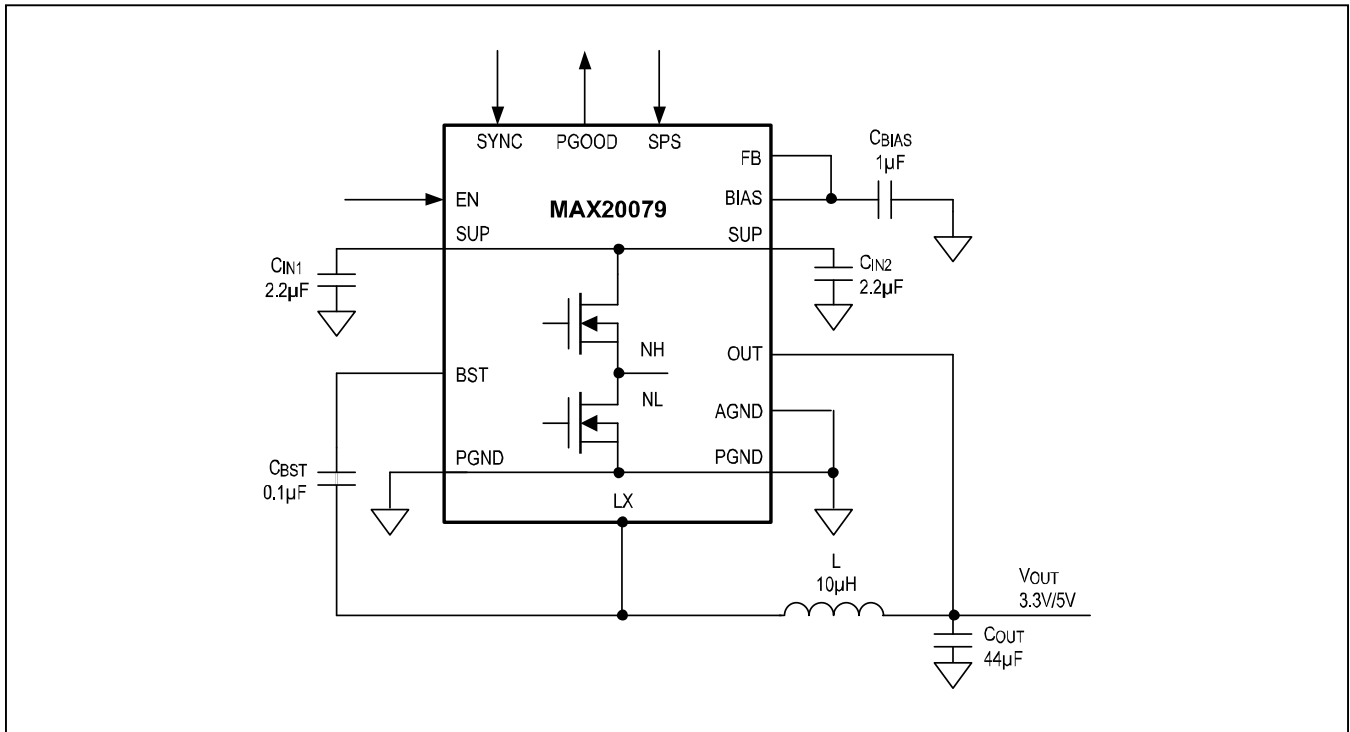 SYNC PGOOD SPS
CBIAS
1µF
FB
BIAS
EN
MAX20079
SUP
SUP
CIN1
2.2µF
CIN2
2.2µF
NH
OUT
BST
NL
AGND
CBST
0.1µF
PGND
PGND
LX
L
10µH
VOUT
3.3V/5V
COUT
44µF